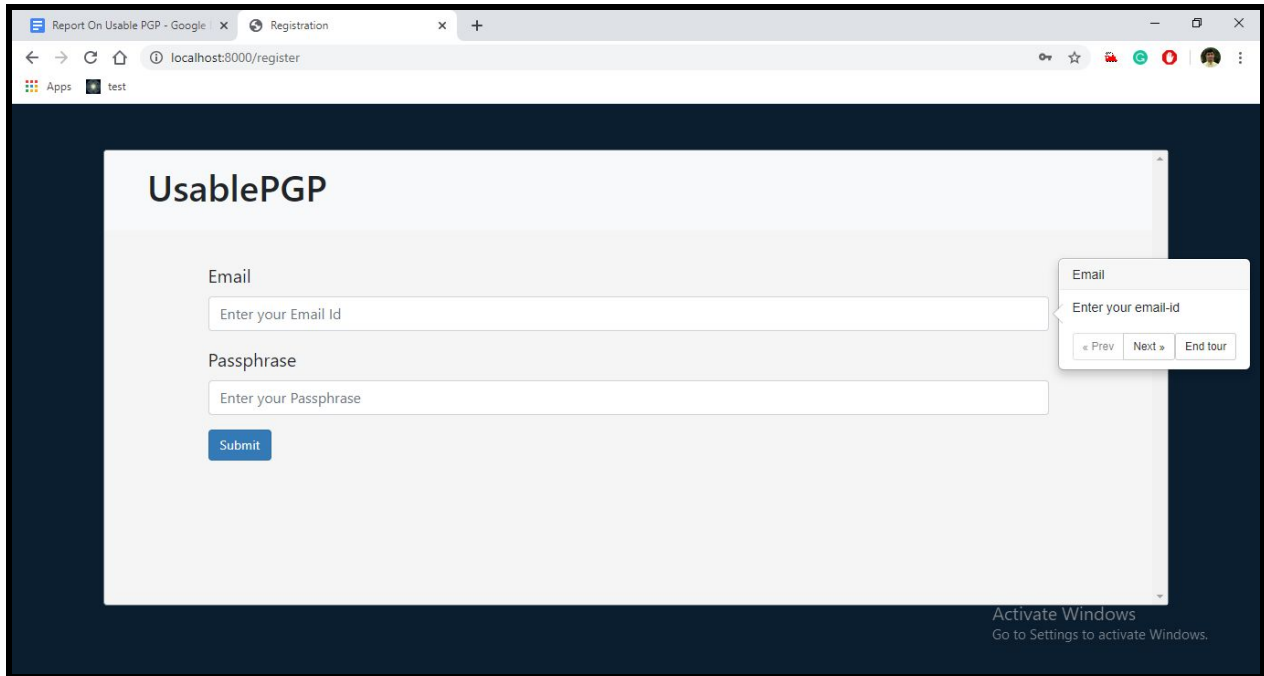 Report On Usable PGP - Google
Registration
localhost:8000/register
Apps
test
UsablePGP
Email
Enter your Email Id
Passphrase
Enter your Passphrase
Submit
Email
Enter your email-id
« Prev Next » End tour
Activate Windows
Go to Settings to activate Windows.